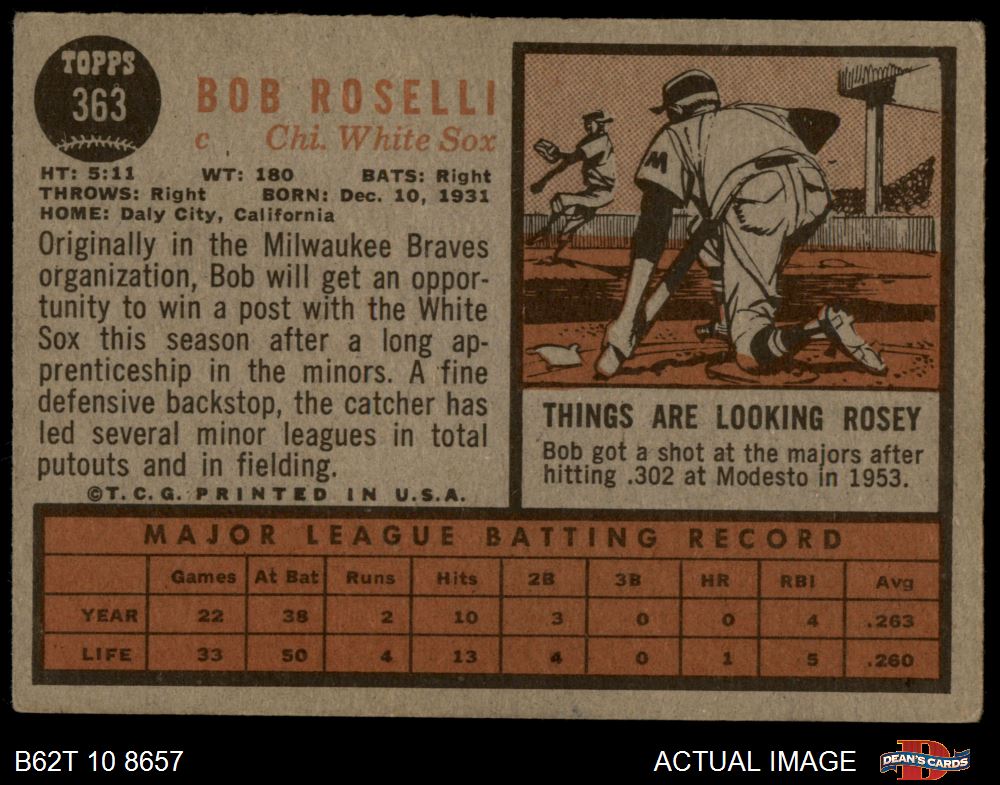 TOPPS
363
BOB ROSELLI
c Chi. White Sox
HT: 5:11 WT: 180 BATS: Right
THROWS: Right BORN: Dec. 10, 1931
HOME: Daly City, California
Originally in the Milwaukee Braves
organization, Bob will get an oppor-
tunity to win a post with the White
Sox this season after a long ap-
prenticeship in the minors. A fine
defensive backstop, the catcher has
led several minor leagues in total
putouts and in fielding.
©T.C.G. PRINTED IN U.S.A.
M
THINGS ARE LOOKING ROSEY
Bob got a shot at the majors after
hitting .302 at Modesto in 1953.
MAJOR LEAGUE BATTING RECORD
Games At Bat Runs Hits 2B 3B HR RBI Avg
YEAR 22 38 2 10 3 0 0 4 .263
LIFE 33 50 4 13 4 0 1 5 .260
B62T 10 8657 ACTUAL IMAGE
D
DEAN'S CARDS